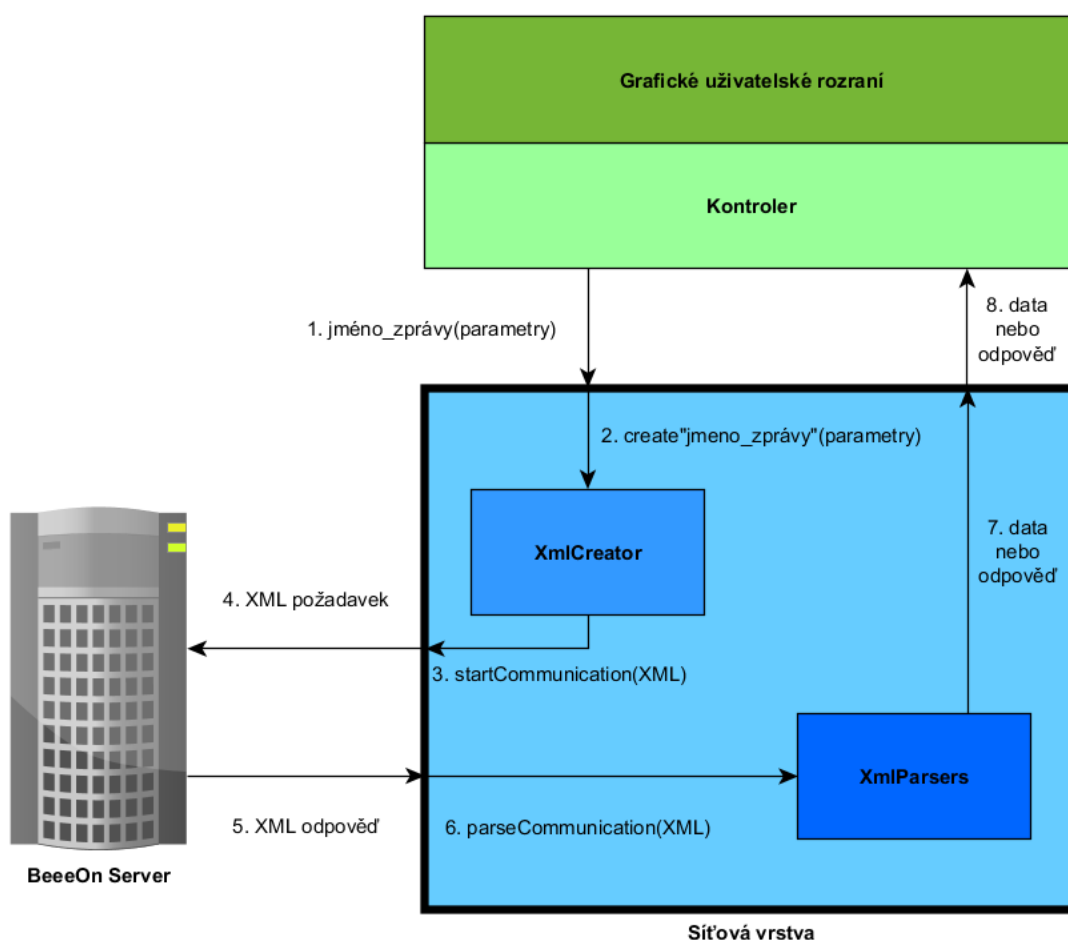 Grafické uživatelské rozraní
Kontroler
1. jméno_zprávy(parametry)
8. data
nebo
odpověď
2. create"jmeno_zprávy"(parametry)
XmlCreator
7. data
nebo
odpověď
4. XML požadavek
3. startCommunication(XML)
XmlParsers
5. XML odpověď
6. parseCommunication(XML)
BeeeOn Server
Síťová vrstva